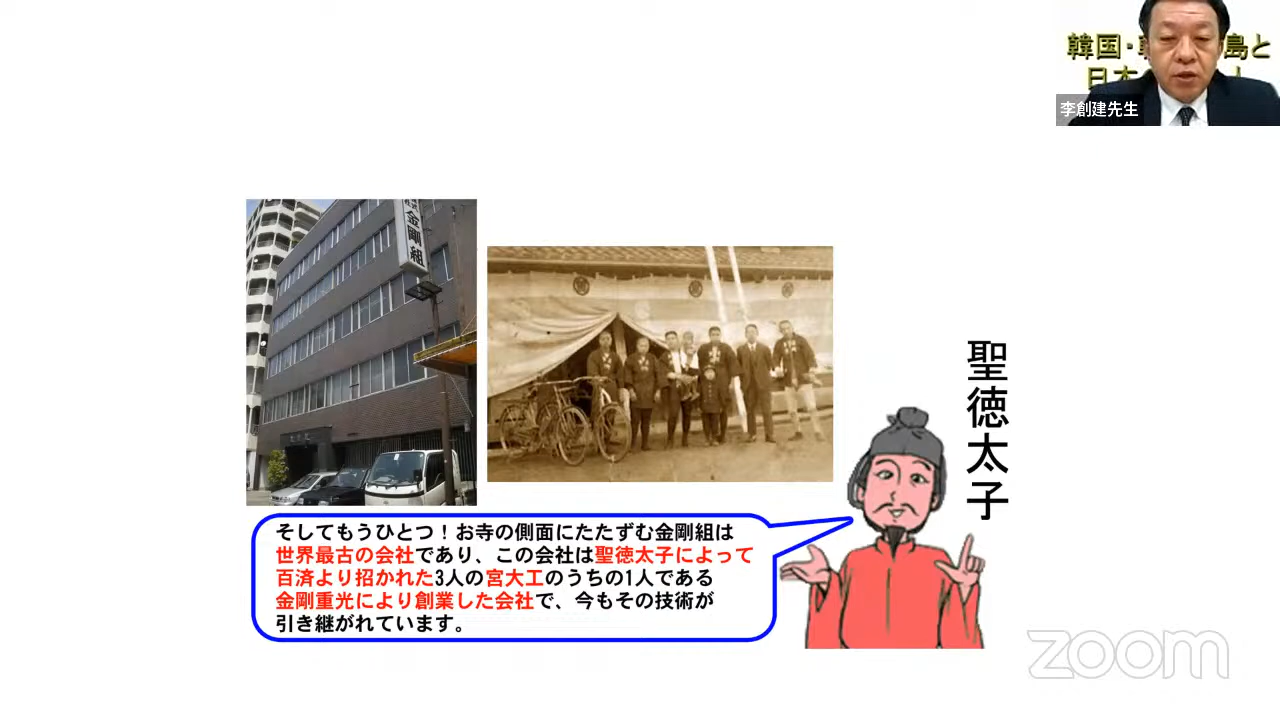 韓国・
島と
日本
李創建先生
金剛組
聖徳太子
そしてもうひとつ！お寺の側面にたたずむ金剛組は
世界最古の会社であり、この会社は聖徳太子によって
百済より招かれた3人の宮大工のうちの1人である
金剛重光により創業した会社で、今もその技術が
引き継がれています。
zoom